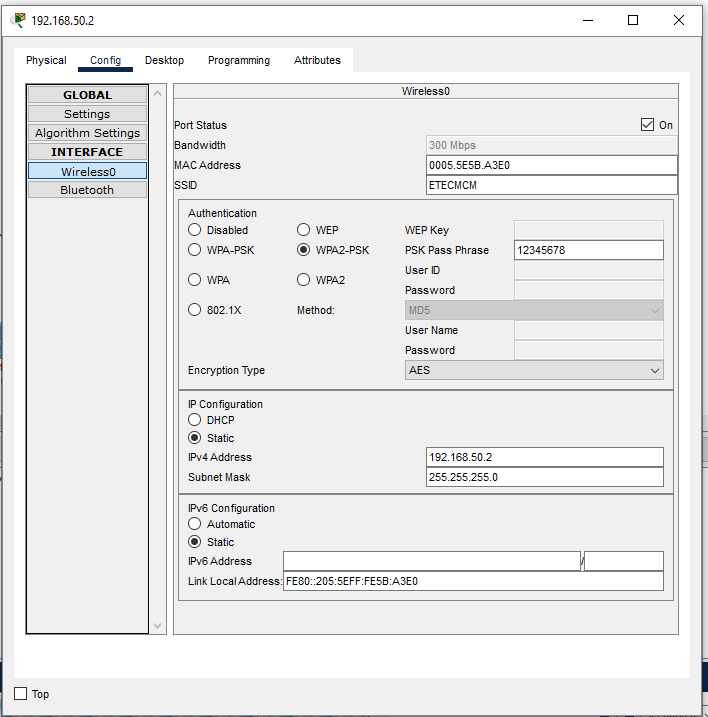 192.168.50.2
Physical Config Desktop Programming Attributes
GLOBAL
Settings
Algorithm Settings
INTERFACE
Wireless0
Bluetooth
Wireless0
Port Status On
Bandwidth 300 Mbps
MAC Address 0005.5E5B.A3E0
SSID ETECMCM
Authentication
Disabled WEP WEP Key
WPA-PSK WPA2-PSK PSK Pass Phrase 12345678
User ID
WPA WPA2 Password
802.1X Method: MD5
User Name
Password
Encryption Type AES
IP Configuration
DHCP
Static
IPv4 Address 192.168.50.2
Subnet Mask 255.255.255.0
IPv6 Configuration
Automatic
Static
IPv6 Address /
Link Local Address: FE80::205:5EFF:FE5B:A3E0
Top